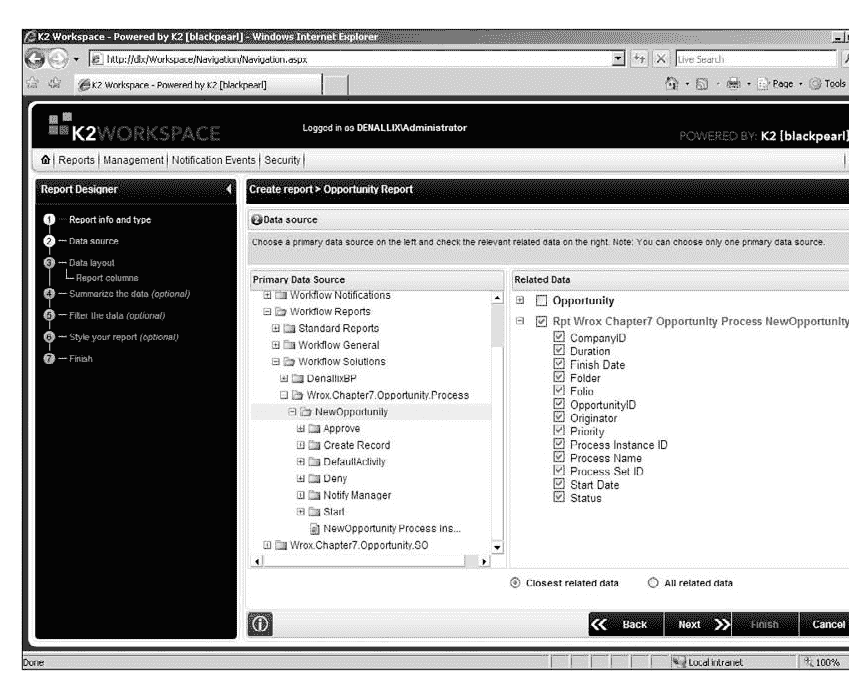 K2 Workspace - Powered by K2 [blackpearl] - Windows Internet Explorer
http://dlx/Workspace/Navigation/Navigation.aspx
Live Search
K2 Workspace - Powered by K2 [blackpearl]
Page
Tools
K2WORKSPACE
Logged in as DENALLIX\Administrator
POWERED BY: K2 [blackpearl]
Reports | Management | Notification Events | Security |
Report Designer
Create report > Opportunity Report
1 Report info and type
2 Data source
3 Data layout
Report columns
4 Summarize the data (optional)
5 Filter the data (optional)
6 Style your report (optional)
7 Finish
2 Data source
Choose a primary data source on the left and check the relevant related data on the right. Note: You can choose only one primary data source.
Primary Data Source
Workflow Notifications
Workflow Reports
Standard Reports
Workflow General
Workflow Solutions
DenallixBP
Wrox.Chapter7.Opportunity.Process
NewOpportunity
Approve
Create Record
DefaultActivity
Deny
Notify Manager
Start
NewOpportunity Process Ins...
Wrox.Chapter7.Opportunity.SO
Related Data
Opportunity
Rpt Wrox Chapter7 Opportunity Process NewOpportunity
CompanyID
Duration
Finish Date
Folder
Folio
OpportunityID
Originator
Priority
Process Instance ID
Process Name
Process Set ID
Start Date
Status
Closest related data
All related data
Back
Next
Finish
Cancel
Done
Local intranet
100%